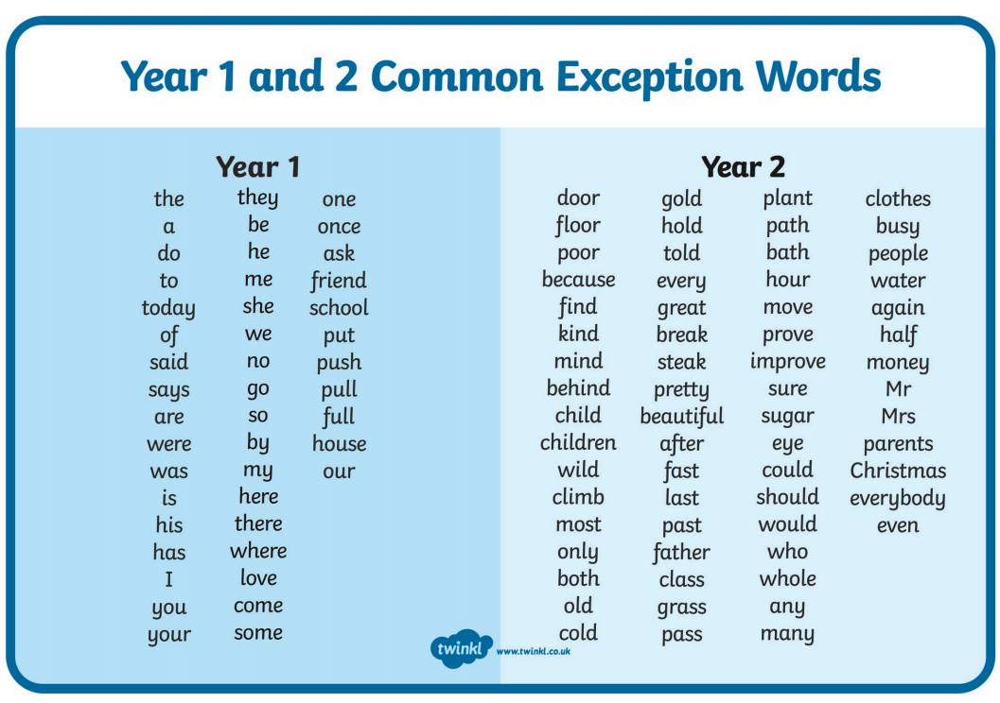 Year 1 and 2 Common Exception Words
Year 1
the
a
do
to
today
of
said
says
are
were
was
is
his
has
I
you
your
they
be
he
me
she
we
no
go
so
by
my
here
there
where
love
come
some
one
once
ask
friend
school
put
push
pull
full
house
our
Year 2
door
floor
poor
because
find
kind
mind
behind
child
children
wild
climb
most
only
both
old
cold
gold
hold
told
every
great
break
steak
pretty
beautiful
after
fast
last
past
father
class
grass
pass
plant
path
bath
hour
move
prove
improve
sure
sugar
eye
could
should
would
who
whole
any
many
clothes
busy
people
water
again
half
money
Mr
Mrs
parents
Christmas
everybody
even
twinkl www.twinkl.co.uk